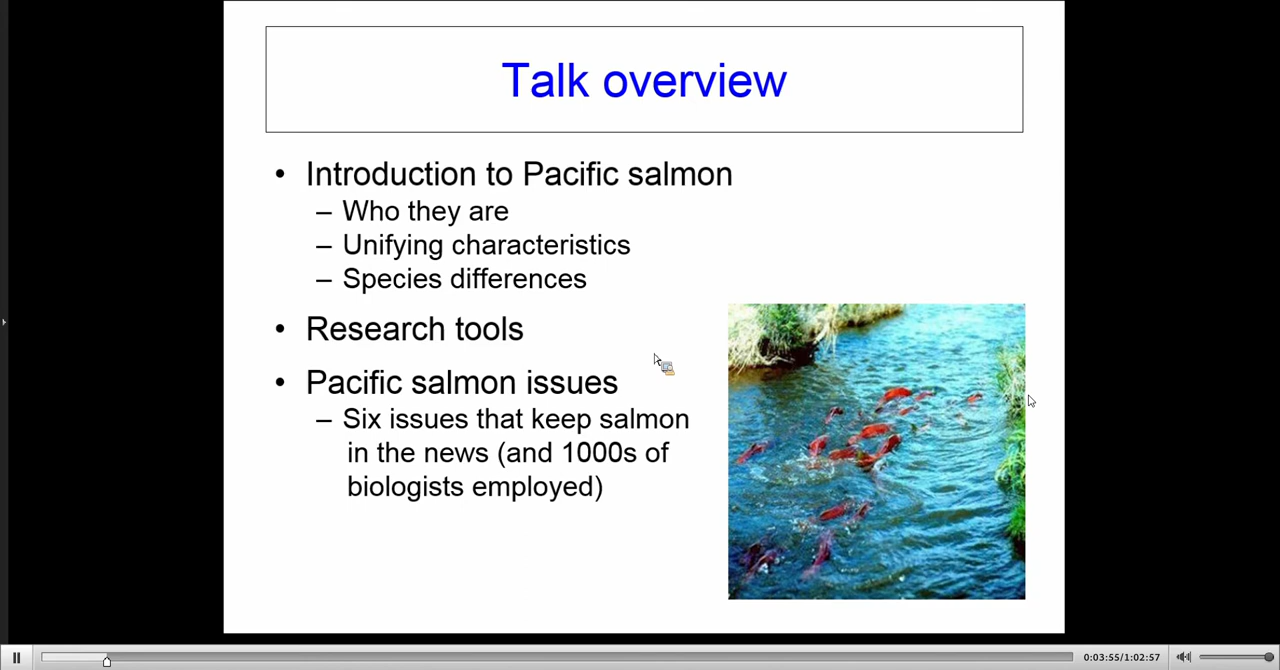 Talk overview
• Introduction to Pacific salmon
– Who they are
– Unifying characteristics
– Species differences
• Research tools
• Pacific salmon issues
– Six issues that keep salmon
in the news (and 1000s of
biologists employed)
0:03:55/1:02:57